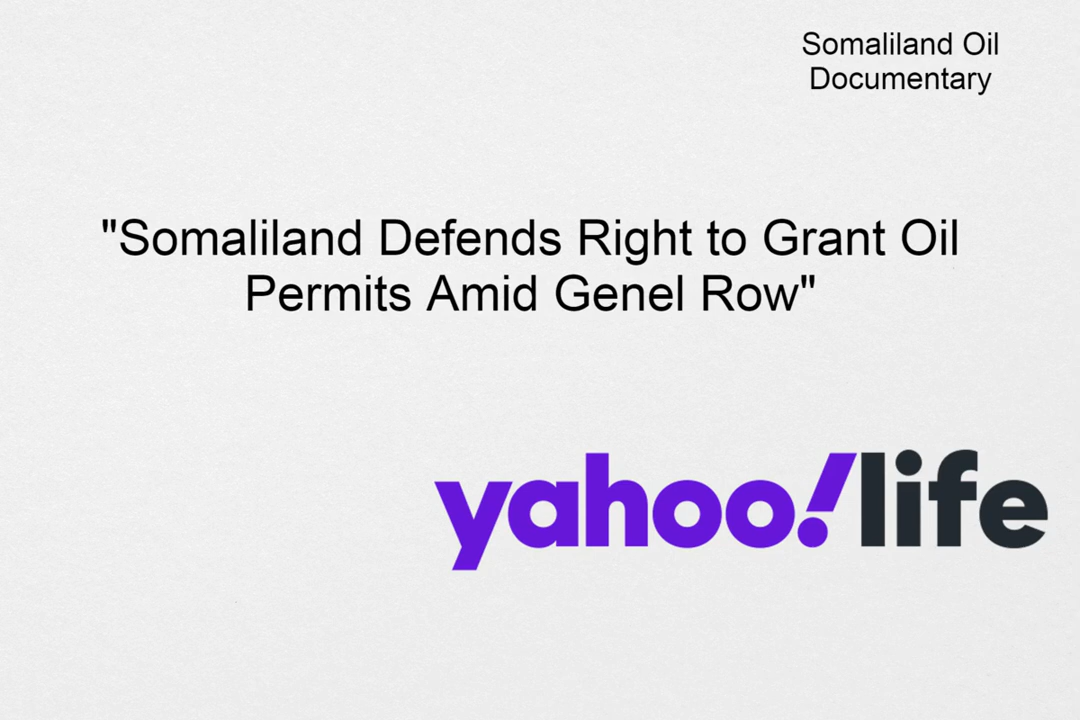 Somaliland Oil
Documentary
"Somaliland Defends Right to Grant Oil
Permits Amid Genel Row"
yahoo!life